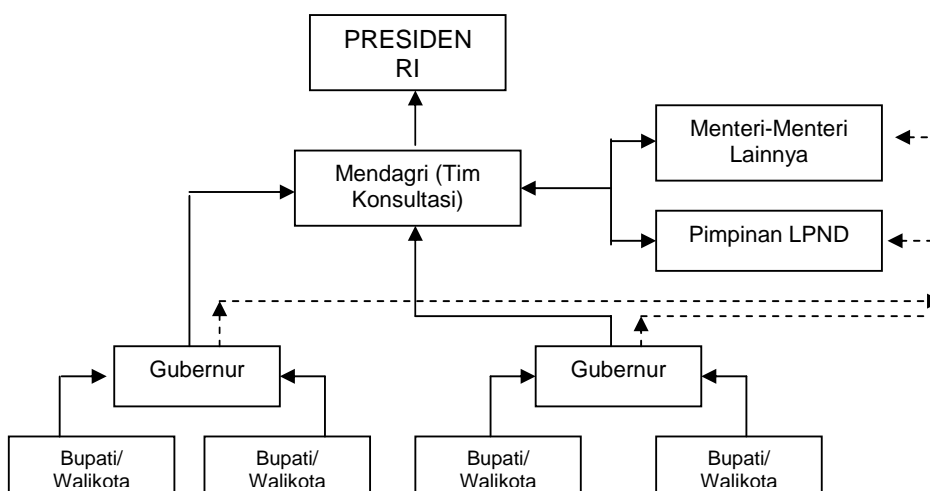 PRESIDEN
RI
Menteri-Menteri
Lainnya
Mendagri (Tim
Konsultasi)
Pimpinan LPND
Gubernur
Gubernur
Bupati/
Walikota
Bupati/
Walikota
Bupati/
Walikota
Bupati/
Walikota